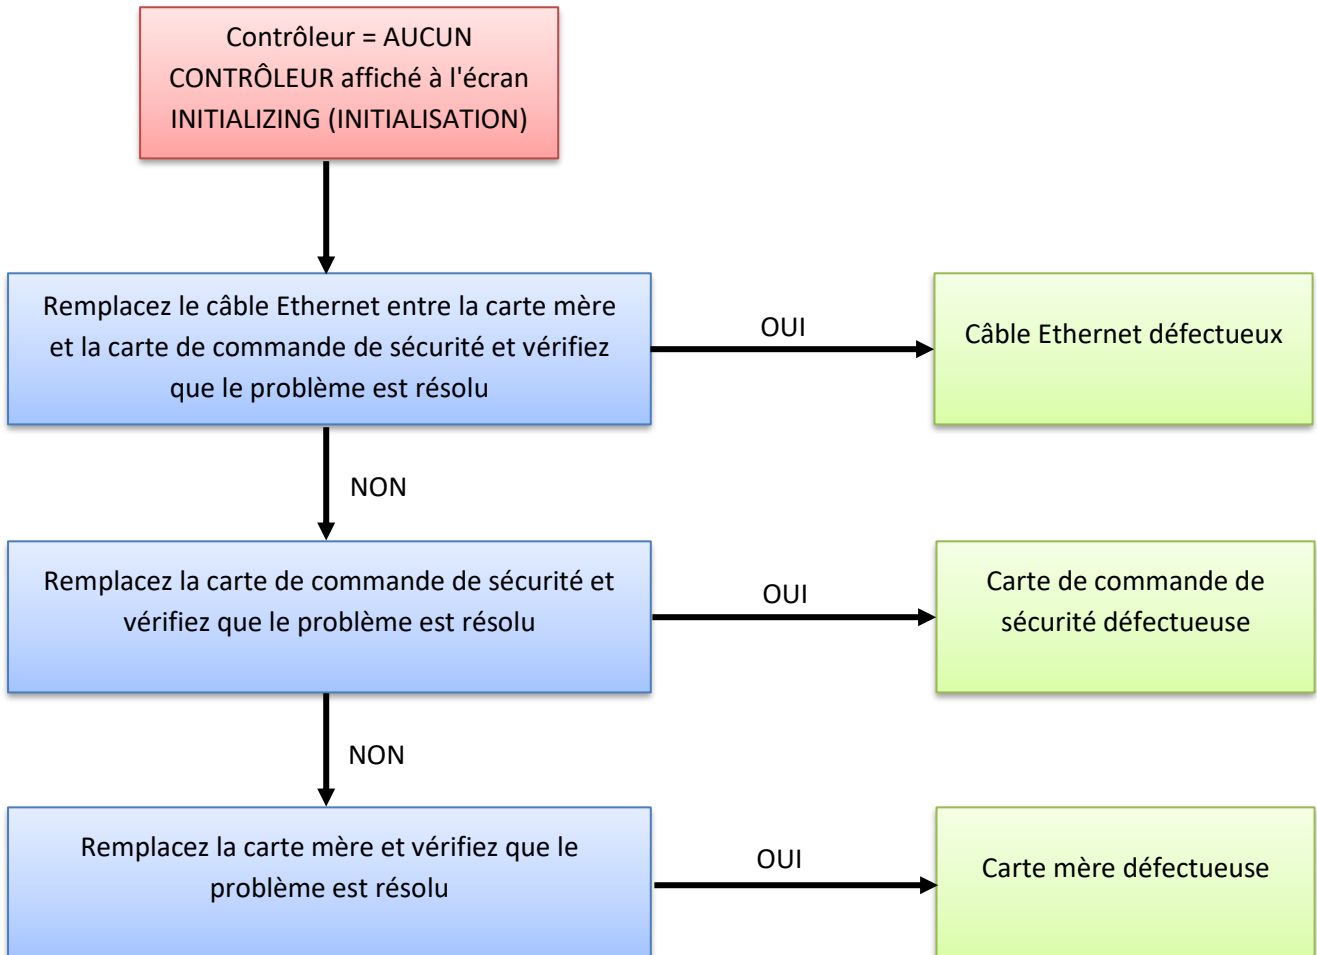 Contrôleur = AUCUN
CONTRÔLEUR affiché à l'écran
INITIALIZING (INITIALISATION)
Remplacez le câble Ethernet entre la carte mère
et la carte de commande de sécurité et vérifiez
que le problème est résolu
OUI
Câble Ethernet défectueux
NON
Remplacez la carte de commande de sécurité et
vérifiez que le problème est résolu
OUI
Carte de commande de
sécurité défectueuse
NON
Remplacez la carte mère et vérifiez que le
problème est résolu
OUI
Carte mère défectueuse